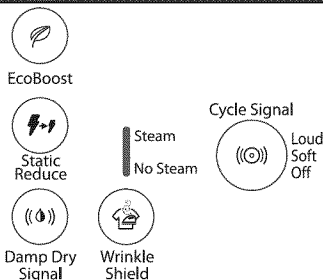 EcoBoost
Static
Reduce
Steam
No Steam
Cycle Signal
Loud
Soft
Off
Damp Dry
Signal
Wrinkle
Shield